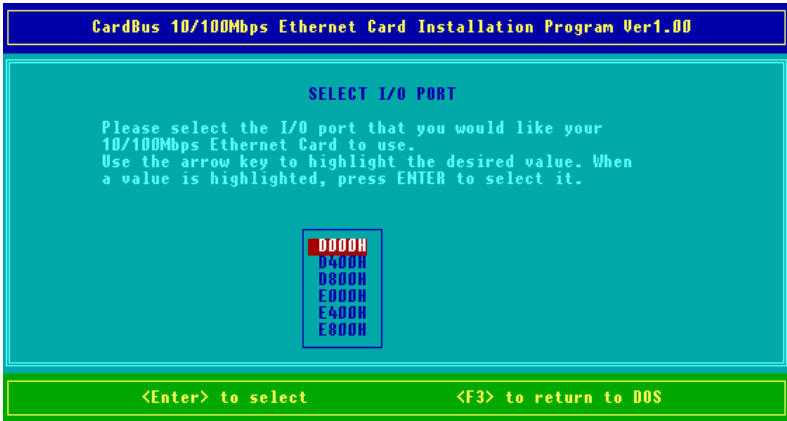 CardBus 10/100Mbps Ethernet Card Installation Program Ver1.00
SELECT I/O PORT
Please select the I/O port that you would like your
10/100Mbps Ethernet Card to use.
Use the arrow key to highlight the desired value. When
a value is highlighted, press ENTER to select it.
D000H
D400H
D800H
E000H
E400H
E800H
<Enter> to select <F3> to return to DOS